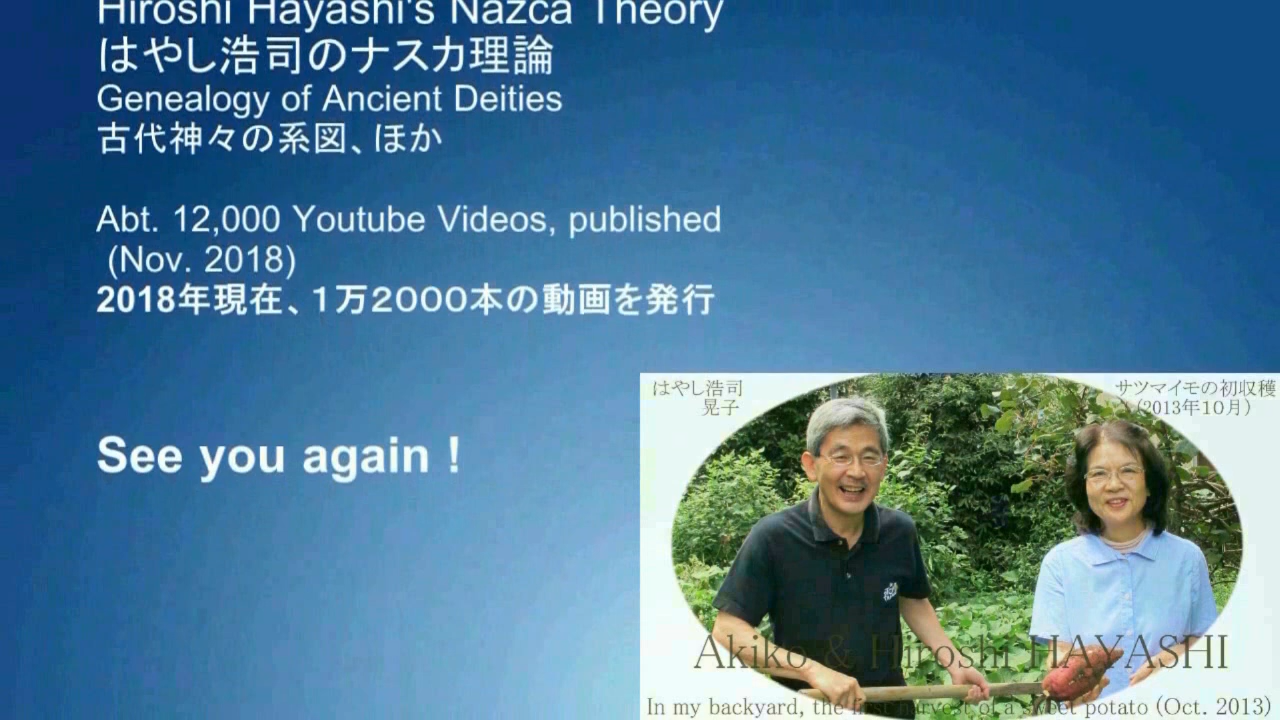 Hiroshi Hayashi's Nazca Theory
はやし浩司のナスカ理論
Genealogy of Ancient Deities
古代神々の系図、ほか
Abt. 12,000 Youtube Videos, published
(Nov. 2018)
2018年現在、１万２０００本の動画を発行
See you again !
はやし浩司
晃子
サツマイモの初収穫
(2013年10月)
Akiko & Hiroshi HAYASHI
In my backyard, the first harvest of a sweet potato (Oct. 2013)